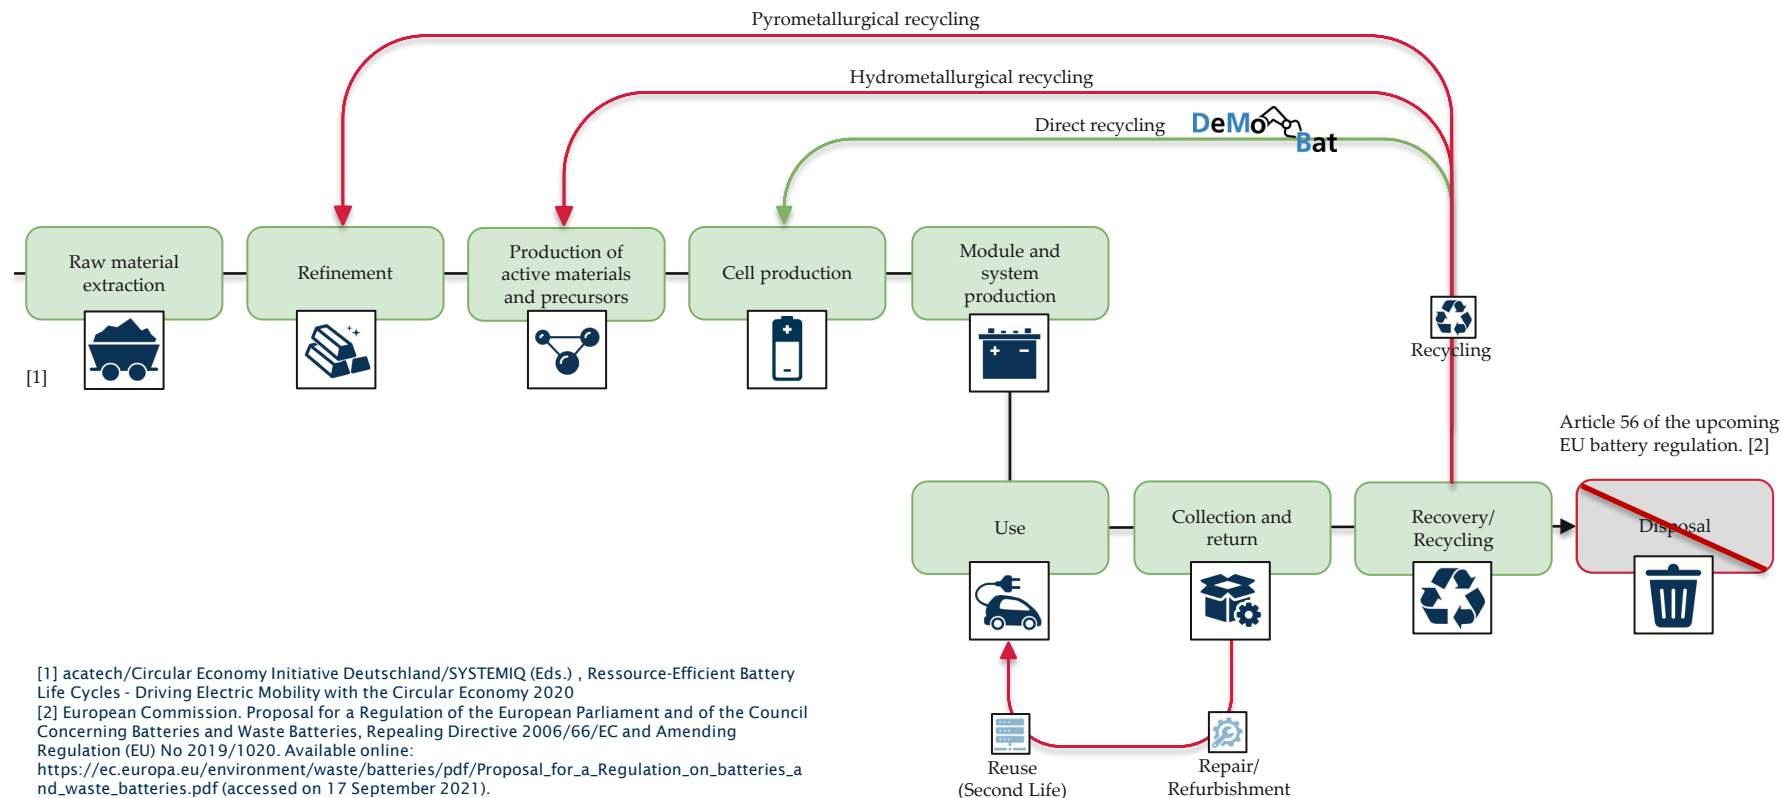 Pyrometallurgical recycling
Hydrometallurgical recycling
Direct recycling
DeMo
Bat
Raw material
extraction
Refinement
Production of
active materials
and precursors
Cell production
Module and
system
production
[1]
Recycling
Article 56 of the upcoming
EU battery regulation. [2]
Use
Collection and
return
Recovery/
Recycling
Disposal
Reuse
(Second Life)
Repair/
Refurbishment
[1] acatech/Circular Economy Initiative Deutschland/SYSTEMIQ (Eds.) , Ressource-Efficient Battery
Life Cycles - Driving Electric Mobility with the Circular Economy 2020
[2] European Commission. Proposal for a Regulation of the European Parliament and of the Council
Concerning Batteries and Waste Batteries, Repealing Directive 2006/66/EC and Amending
Regulation (EU) No 2019/1020. Available online:
https://ec.europa.eu/environment/waste/batteries/pdf/Proposal_for_a_Regulation_on_batteries_a
nd_waste_batteries.pdf (accessed on 17 September 2021).